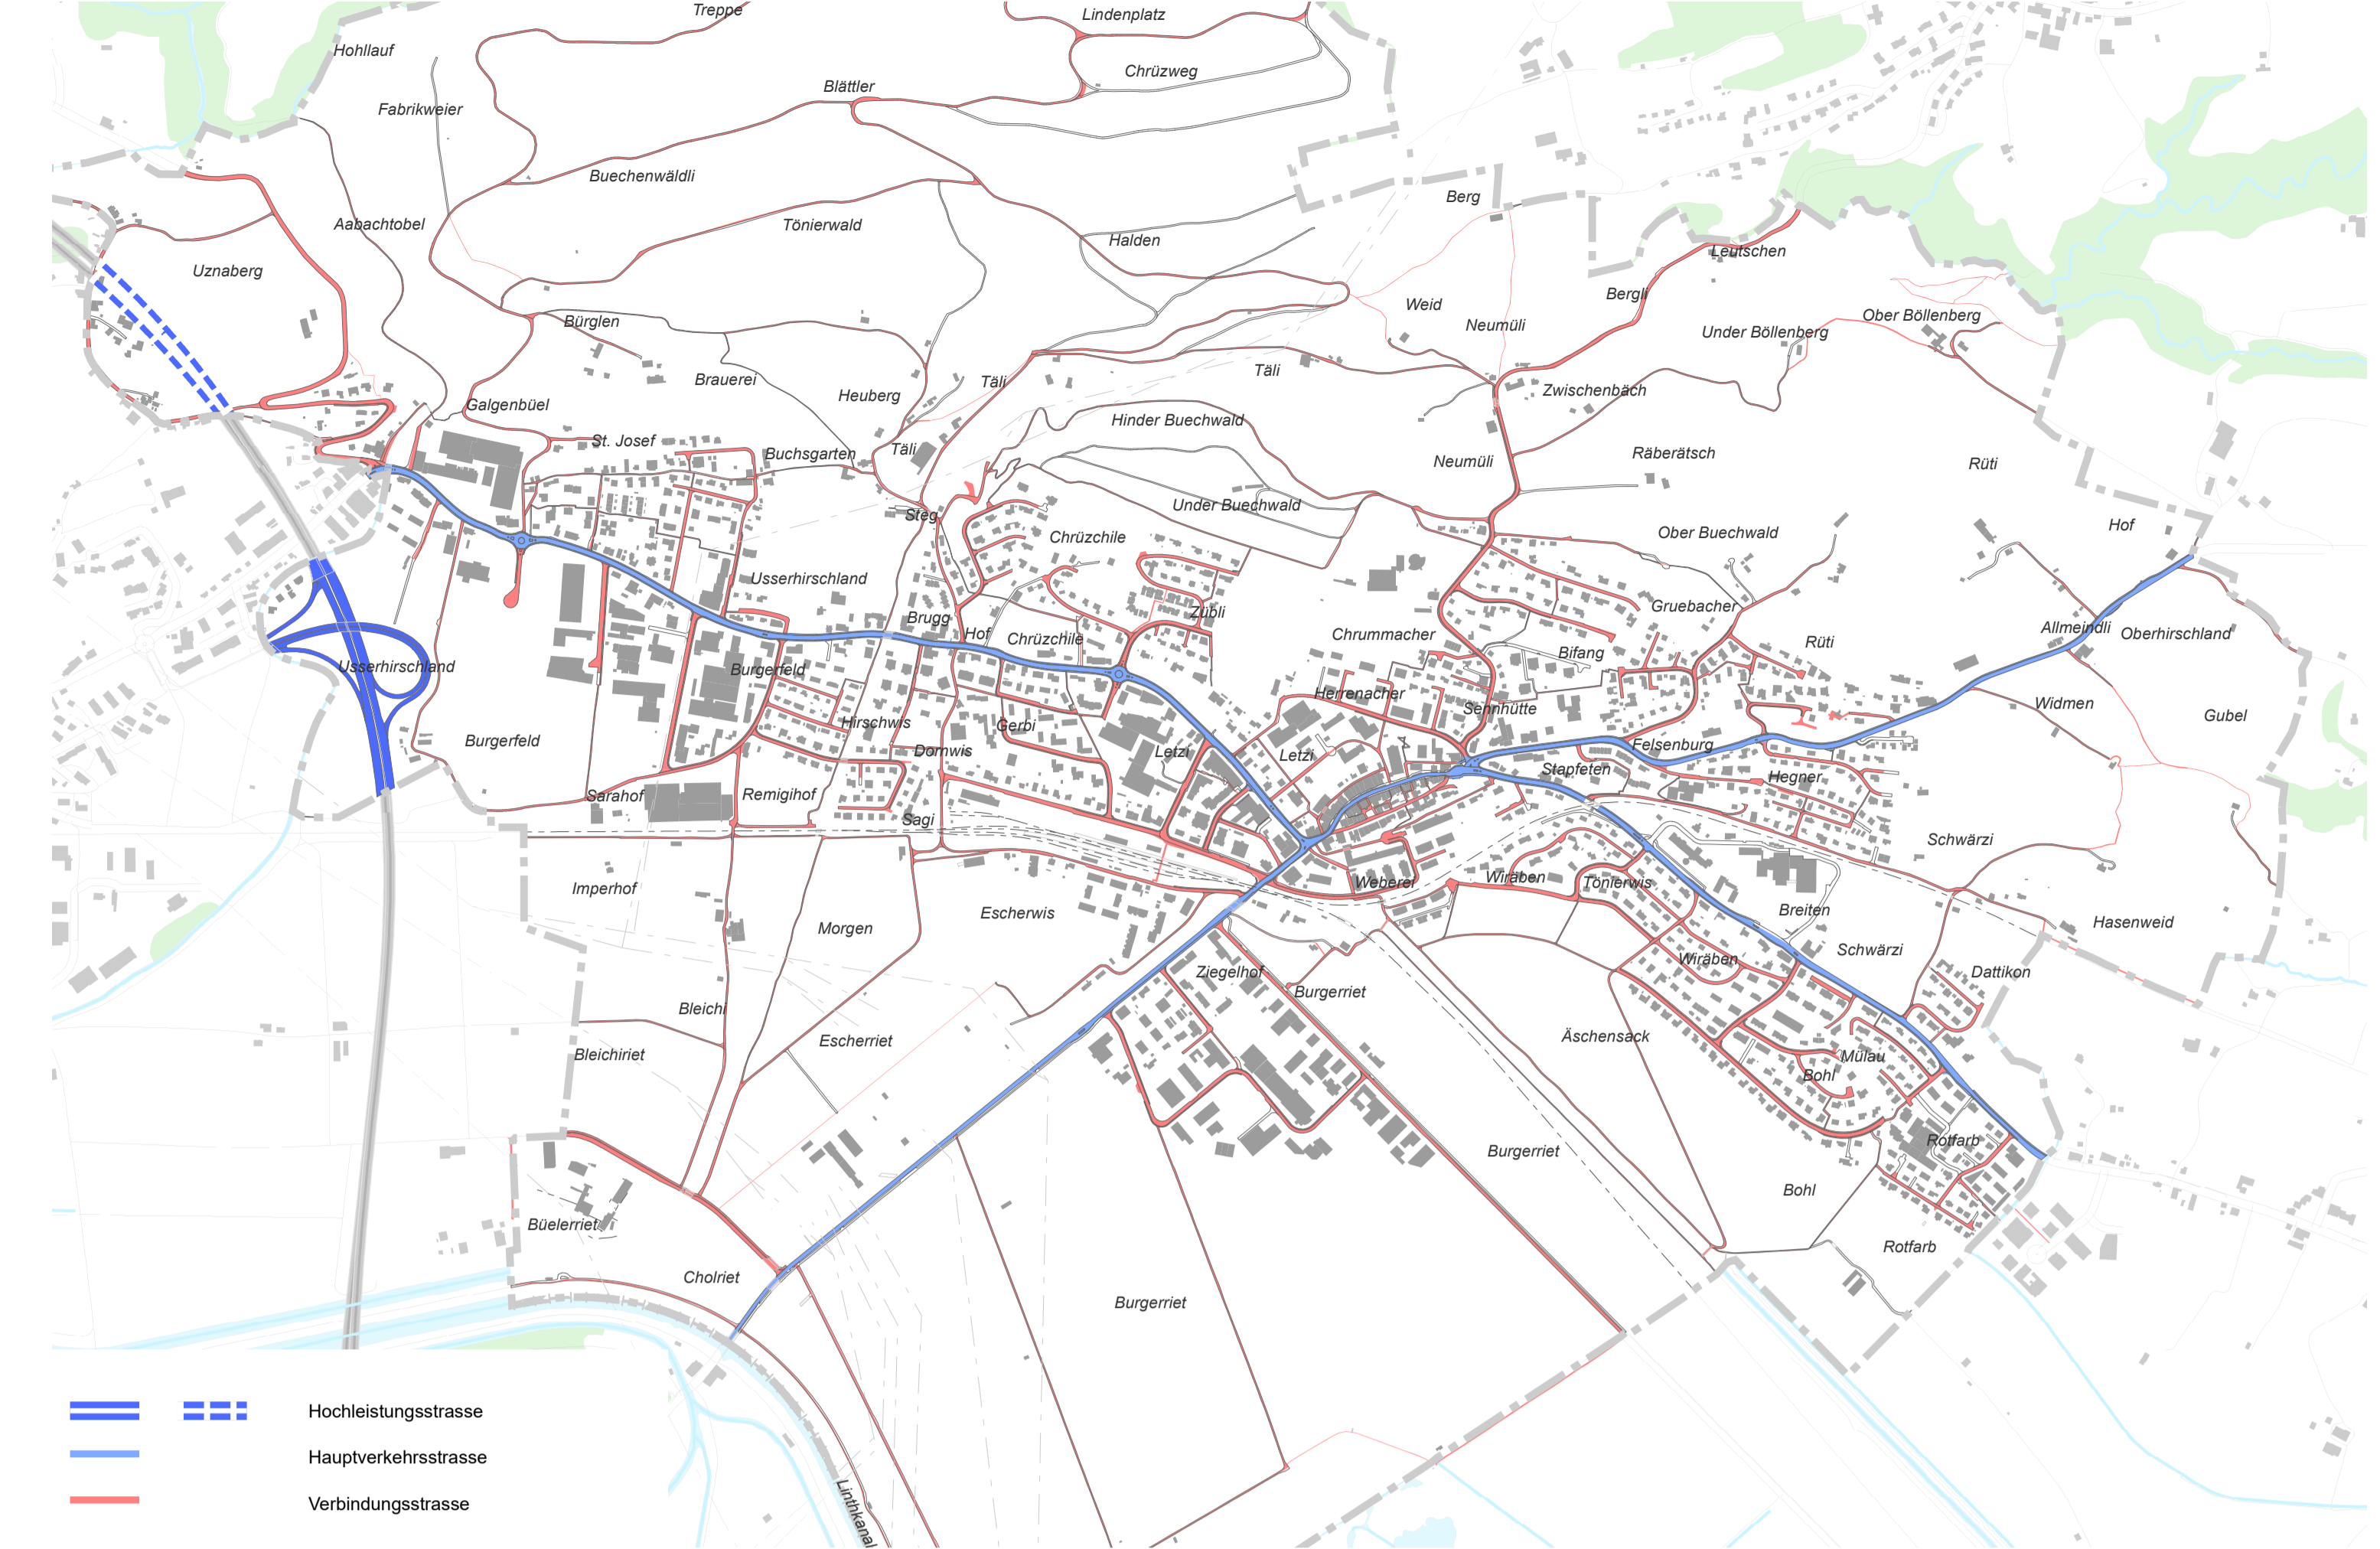 Treppe
Lindenplatz
Hohllauf
Chrüzweg
Blättler
Fabrikweier
Buechenwäldli
Berg
Aabachtobel
Tönierwald
Halden
Leutschen
Uznaberg
Bergli
Weid
Ober Böllenberg
Bürglen
Neumüli
Under Böllenberg
Täli
Brauerei
Täli
Zwischenbäch
Heuberg
Galgenbüel
Hinder Buechwald
St. Josef
Täli
Buchsgarten
Räberätsch
Neumüli
Rüti
Under Buechwald
Steg
Hof
Ober Buechwald
Chrüzchile
Usserhirschland
Gruebacher
Zübli
Brugg
Hof
Chrüzchile
Chrummacher
Allmeindli
Oberhirschland
Rüti
Bifang
Usserhirschland
Burgerfeld
Herrenacher
Widmen
Sennhütte
Gubel
Hirschwis
Gerbi
Burgerfeld
Dornwis
Letzi
Letzi
Felsenburg
Stapfeten
Hegner
Sarahof
Remigihof
Sagi
Schwärzi
Imperhof
Weberei
Wiräben
Tönierwis
Escherwis
Breiten
Morgen
Hasenweid
Schwärzi
Wiräben
Ziegelhof
Dattikon
Burgerriet
Bleichi
Äschensack
Escherriet
Bleichiriet
Mülau
Bohl
Rotfarb
Burgerriet
Bohl
Büelerriet
Rotfarb
Cholriet
Burgerriet
Linthkanal
Hochleistungsstrasse
Hauptverkehrsstrasse
Verbindungsstrasse